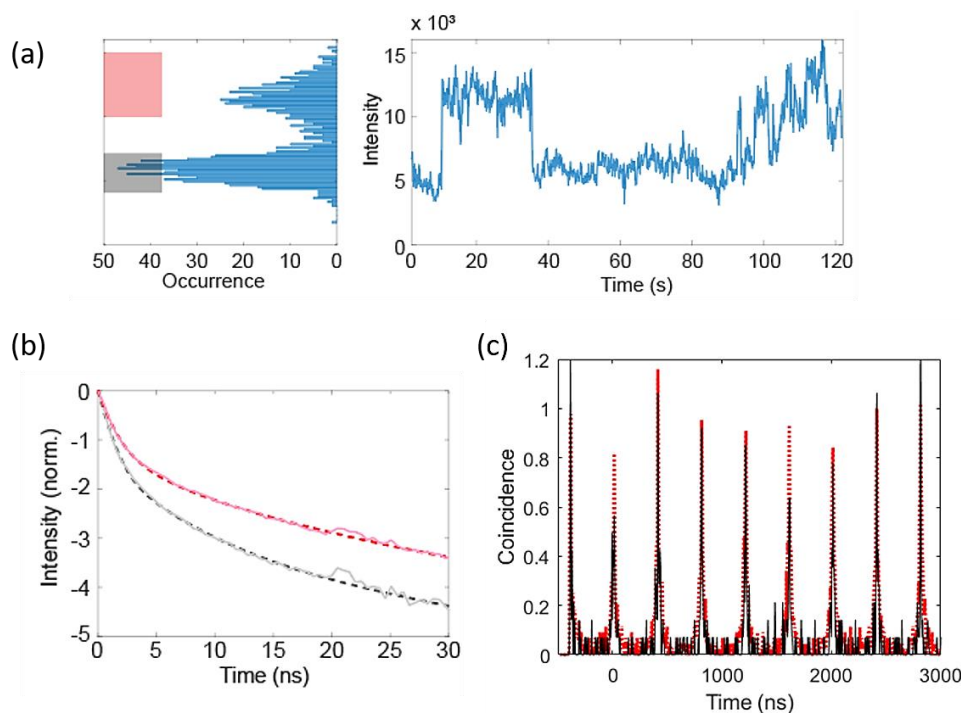 (a)
50 40 30 20 10 0
Occurrence
x 10³
15
10
5
0
Intensity
0 20 40 60 80 100 120
Time (s)
(b)
0
-1
-2
-3
-4
-5
Intensity (norm.)
0 5 10 15 20 25 30
Time (ns)
(c)
1.2
1
0.8
0.6
0.4
0.2
0
Coincidence
0 1000 2000 3000
Time (ns)